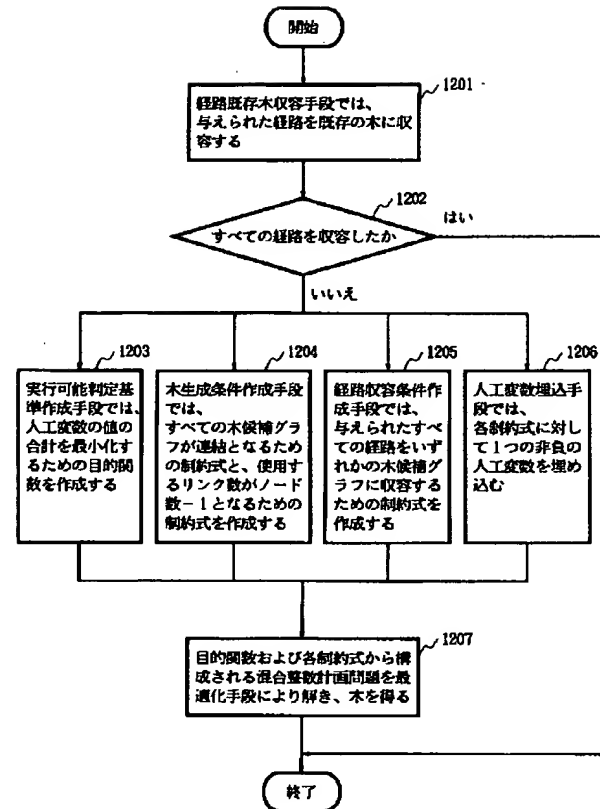 開始
1201
経路既存木収容手段では、
与えられた経路を既存の木に収
容する
1202
すべての経路を収容したか
はい
いいえ
1203
実行可能判定基
準作成手段では、
人工変数の値の
合計を最小化す
るための目的関
数を作成する
1204
木生成条件作成手段
では、
すべての木候補グラ
フが連結となるため
の制約式と、使用す
るリンク数がノード
数-1となるための
制約式を作成する
1205
経路収容条件作
成手段では、
与えられたすべ
ての経路をいず
れかの木候補グ
ラフに収容する
ための制約式を
作成する
1206
人工変数埋込手
段では、
各制約式に対し
て1つの非負の
人工変数を埋め
込む
1207
目的関数および各制約式から構
成される混合整数計画問題を最
適化手段により解き、木を得る
終了